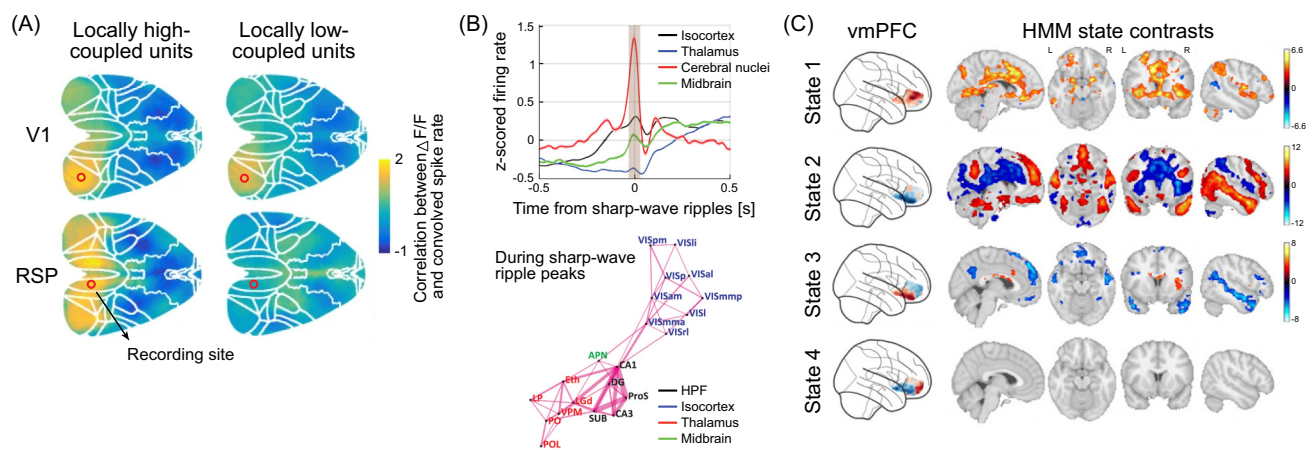 (A)
Locally high-
coupled units
Locally low-
coupled units
V1
RSP
Recording site
2
-1
Correlation between ΔF/F
and convolved spike rate
(B)
z-scored firing rate
1.5
1.0
0.5
0
-0.5
-0.5
0
0.5
Time from sharp-wave ripples [s]
Isocortex
Thalamus
Cerebral nuclei
Midbrain
During sharp-wave
ripple peaks
VISpm
VISli
VISp
VISal
VISam
VISmmp
VISl
VISmma
VISrl
APN
CA1
Eth
DG
LP
LGd
ProS
VPM
PO
SUB
CA3
POL
HPF
Isocortex
Thalamus
Midbrain
(C)
vmPFC
HMM state contrasts
L
R
L
R
State 1
6.6
0
-6.6
State 2
12
0
-12
State 3
8
0
-8
State 4